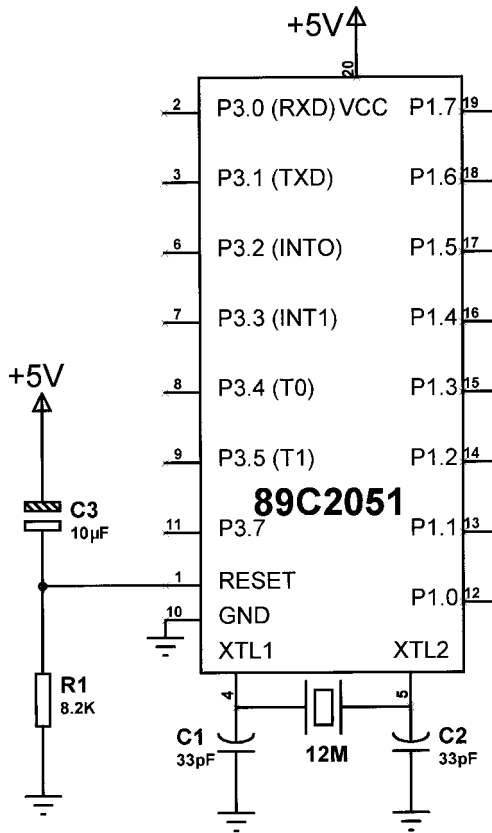 +5V
20
2 P3.0 (RXD) VCC P1.7 19
3 P3.1 (TXD) P1.6 18
6 P3.2 (INTO) P1.5 17
7 P3.3 (INT1) P1.4 16
+5V
8 P3.4 (T0) P1.3 15
9 P3.5 (T1) P1.2 14
89C2051
C3
10µF
11 P3.7 P1.1 13
1 RESET
P1.0 12
10 GND
XTL1 XTL2
R1
8.2K
4 5
C1
33pF
12M
C2
33pF